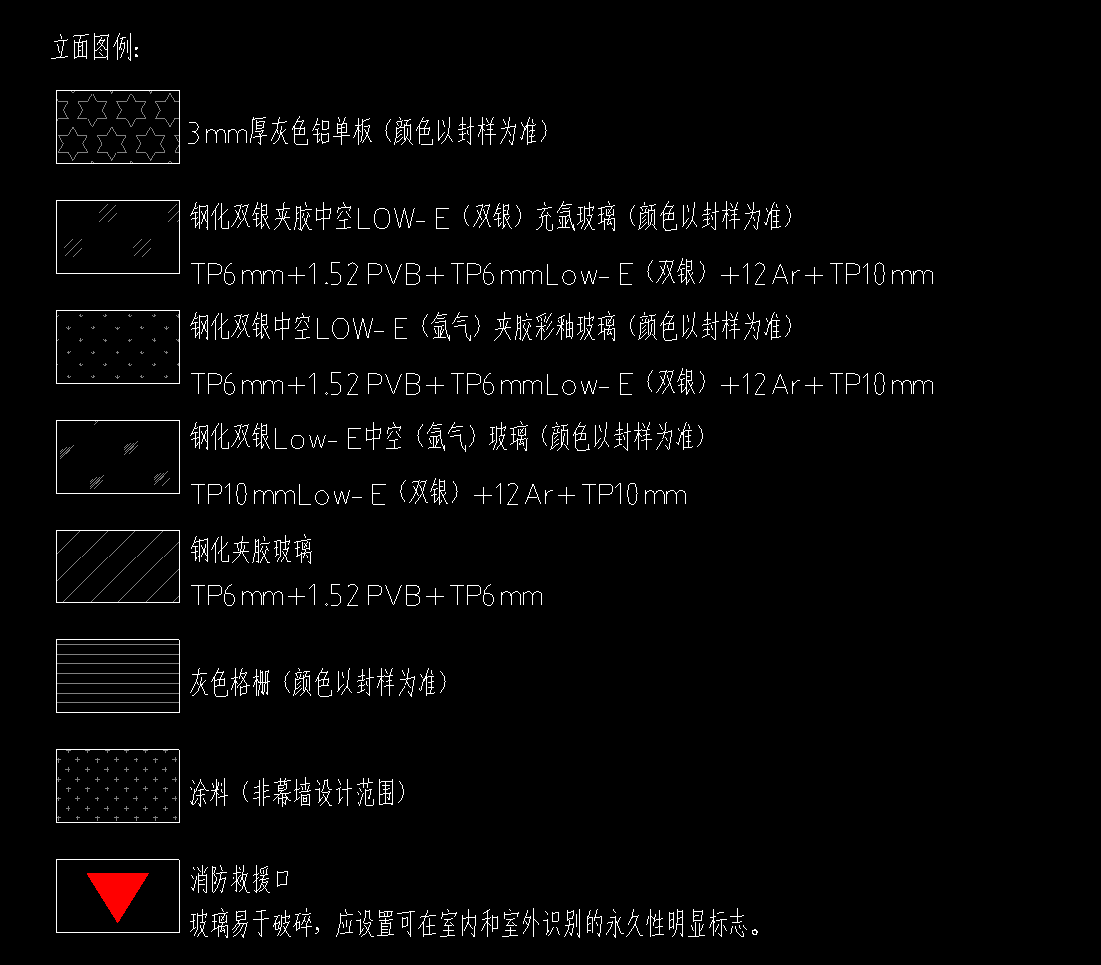 立面图例:
3mm厚灰色铝单板（颜色以封样为准）
钢化双银夹胶中空LOW-E（双银）充氩玻璃（颜色以封样为准）
TP6mm+1.52PVB+TP6mmLow-E（双银）+12Ar+TP10mm
钢化双银中空LOW-E（氩气）夹胶彩釉玻璃（颜色以封样为准）
TP6mm+1.52PVB+TP6mmLow-E（双银）+12Ar+TP10mm
钢化双银Low-E中空（氩气）玻璃（颜色以封样为准）
TP10mmLow-E（双银）+12Ar+TP10mm
钢化夹胶玻璃
TP6mm+1.52PVB+TP6mm
灰色格栅（颜色以封样为准）
涂料（非幕墙设计范围）
消防救援口
玻璃易于破碎，应设置可在室内和室外识别的永久性明显标志。